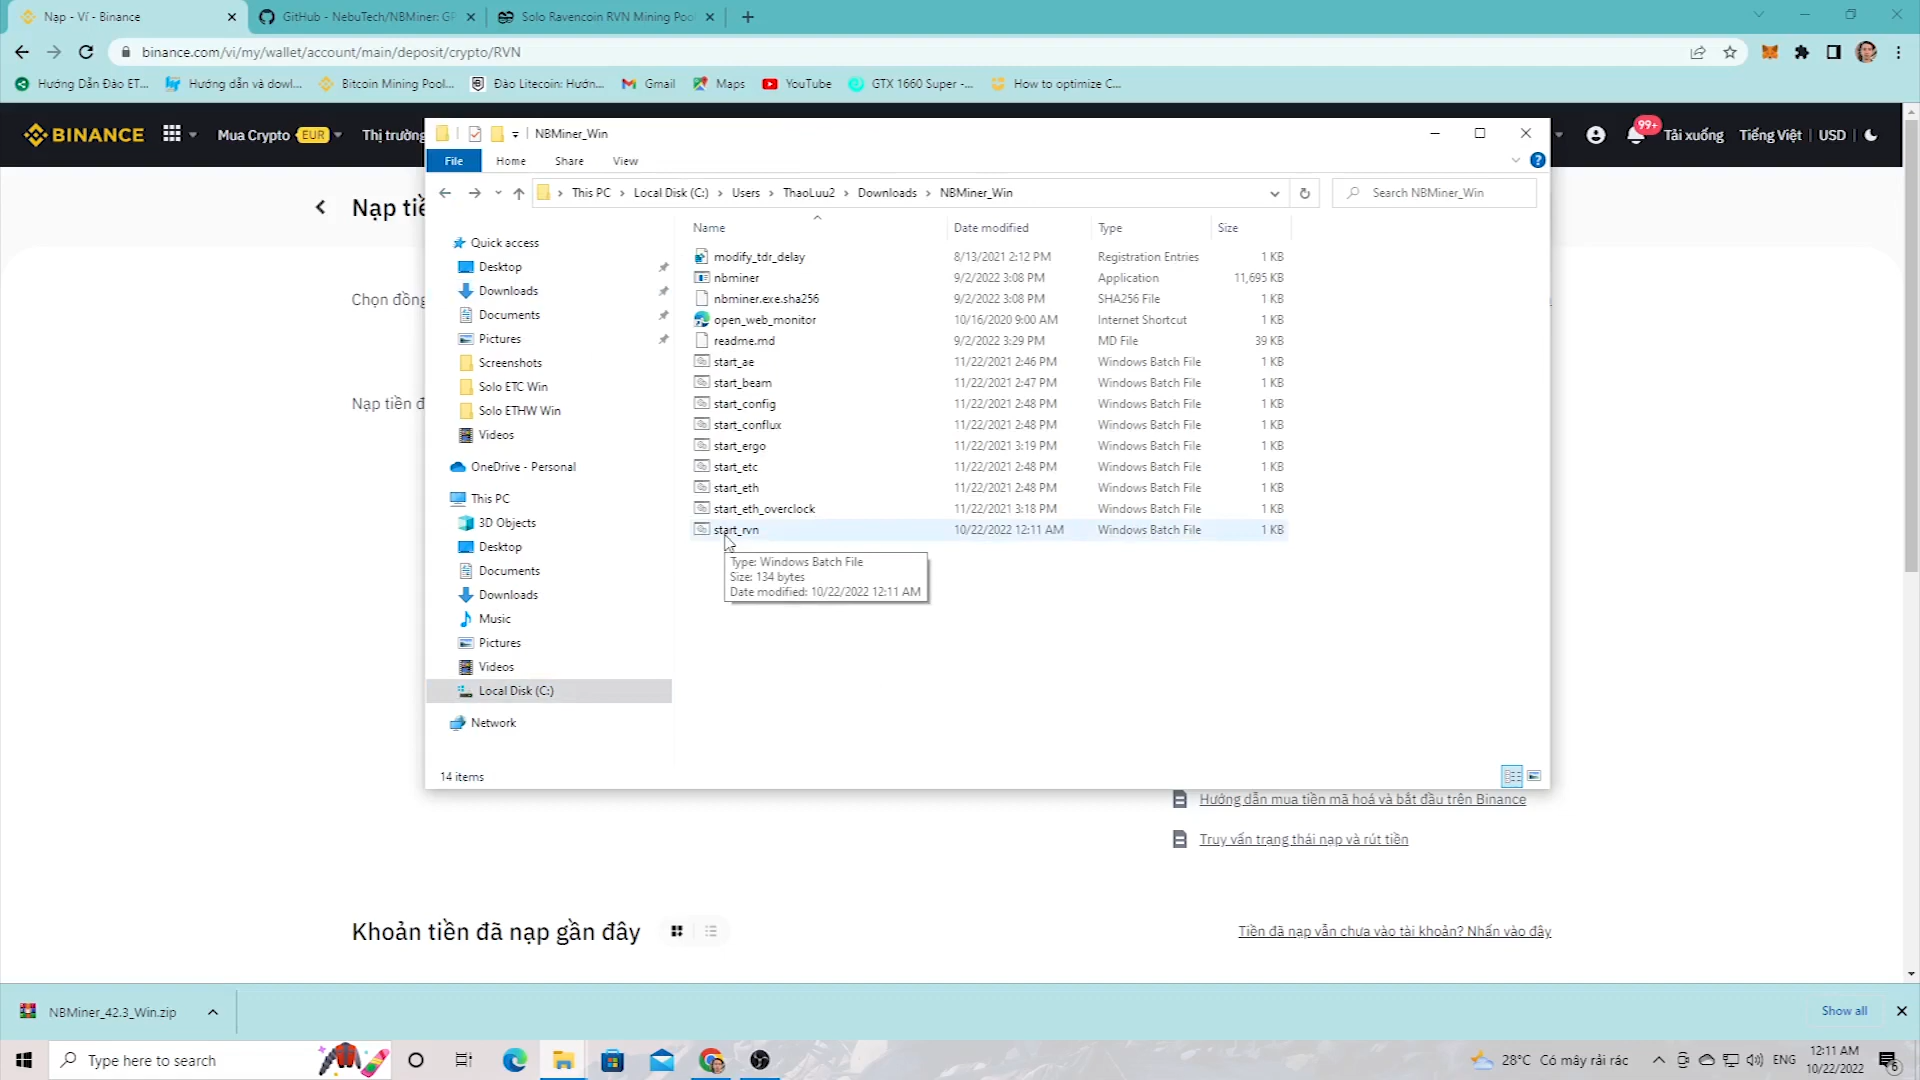 Nạp - Ví - Binance
GitHub - NebuTech/NBMiner: GP
Solo Ravencoin RVN Mining Poo
binance.com/vi/my/wallet/account/main/deposit/crypto/RVN
Hướng Dẫn Đào ET...
Hướng dẫn và dowl...
Bitcoin Mining Pool...
Đào Litecoin: Hướn...
Gmail
Maps
YouTube
GTX 1660 Super -...
How to optimize C...
BINANCE
Mua Crypto
EUR
Thị trường
99+
Tải xuống
Tiếng Việt
USD
Nạp tiề
Chọn đồng
Nạp tiền đ
NBMiner_Win
File
Home
Share
View
This PC
Local Disk (C:)
Users
ThaoLuu2
Downloads
NBMiner_Win
Search NBMiner_Win
Quick access
Desktop
Downloads
Documents
Pictures
Screenshots
Solo ETC Win
Solo ETHW Win
Videos
OneDrive - Personal
This PC
3D Objects
Desktop
Documents
Downloads
Music
Pictures
Videos
Local Disk (C:)
Network
Name Date modified Type Size
modify_tdr_delay 8/13/2021 2:12 PM Registration Entries 1 KB
nbminer 9/2/2022 3:08 PM Application 11,695 KB
nbminer.exe.sha256 9/2/2022 3:08 PM SHA256 File 1 KB
open_web_monitor 10/16/2020 9:00 AM Internet Shortcut 1 KB
readme.md 9/2/2022 3:29 PM MD File 39 KB
start_ae 11/22/2021 2:46 PM Windows Batch File 1 KB
start_beam 11/22/2021 2:47 PM Windows Batch File 1 KB
start_config 11/22/2021 2:48 PM Windows Batch File 1 KB
start_conflux 11/22/2021 2:48 PM Windows Batch File 1 KB
start_ergo 11/22/2021 3:19 PM Windows Batch File 1 KB
start_etc 11/22/2021 2:48 PM Windows Batch File 1 KB
start_eth 11/22/2021 2:48 PM Windows Batch File 1 KB
start_eth_overclock 11/22/2021 3:18 PM Windows Batch File 1 KB
start_rvn 10/22/2022 12:11 AM Windows Batch File 1 KB
Type: Windows Batch File
Size: 134 bytes
Date modified: 10/22/2022 12:11 AM
14 items
Hướng dẫn mua tiền mã hoá và bắt đầu trên Binance
Truy vấn trạng thái nạp và rút tiền
Khoản tiền đã nạp gần đây
Tiền đã nạp vẫn chưa vào tài khoản? Nhấn vào đây
NBMiner_42.3_Win.zip
Show all
Type here to search
28°C Có mây rải rác
ENG
12:11 AM
10/22/2022
6